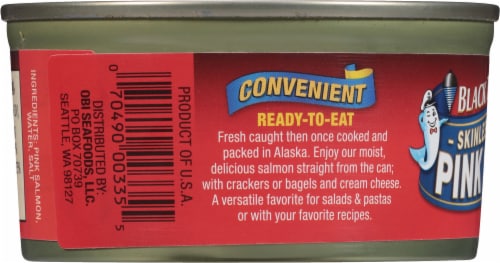 INGREDIENTS: PINK SALMON,
WATER, SALT
DISTRIBUTED BY:
OBI SEAFOODS, LLC.
PO BOX 70739
SEATTLE, WA 98127
0 70490 00335 5
PRODUCT OF U.S.A.
CONVENIENT
READY-TO-EAT
Fresh caught then once cooked and
packed in Alaska. Enjoy our moist,
delicious salmon straight from the can;
with crackers or bagels and cream cheese.
A versatile favorite for salads & pastas
or with your favorite recipes.
BLACK
SKINLE
PINK